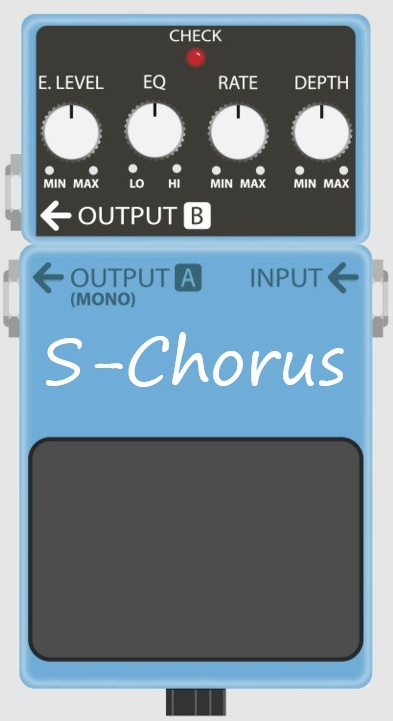 CHECK
E. LEVEL EQ RATE DEPTH
MIN MAX LO HI MIN MAX MIN MAX
OUTPUT B
OUTPUT A INPUT
(MONO)
S-Chorus